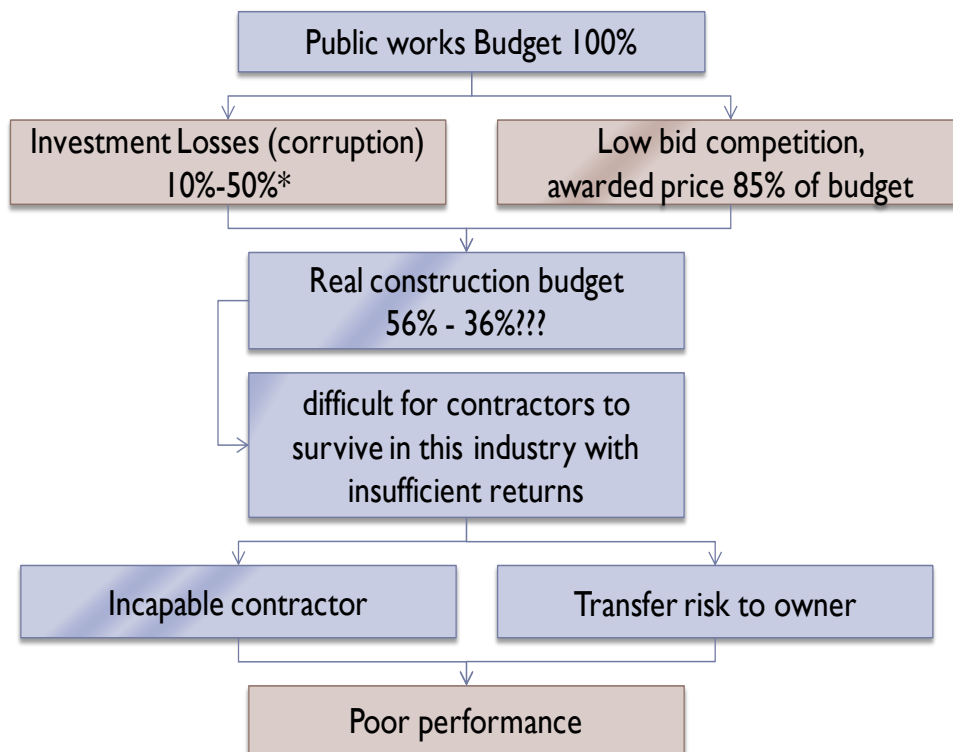 Public works Budget 100%
Investment Losses (corruption)
10%-50%*
Low bid competition,
awarded price 85% of budget
Real construction budget
56% - 36%???
difficult for contractors to
survive in this industry with
insufficient returns
Incapable contractor
Transfer risk to owner
Poor performance